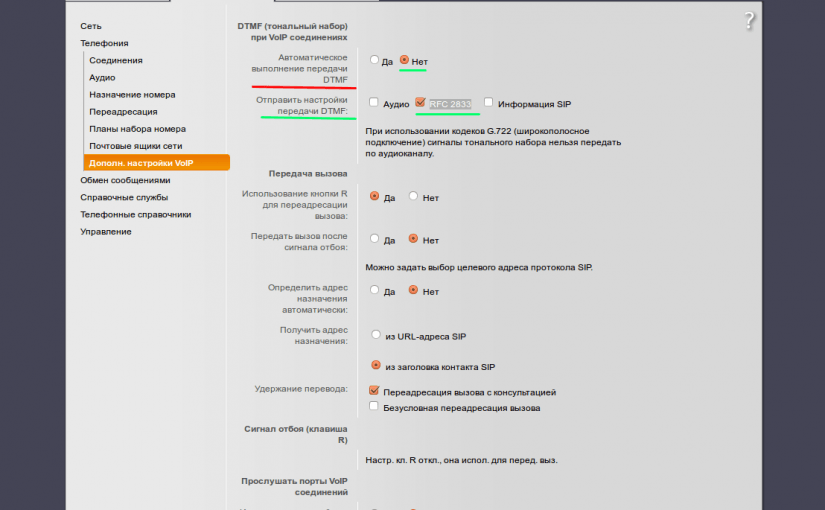 ?
Сеть
Телефония
Соединения
Аудио
Назначение номера
Переадресация
Планы набора номера
Почтовые ящики сети
Дополн. настройки VoIP
Обмен сообщениями
Справочные службы
Телефонные справочники
Управление
DTMF (тональный набор)
при VoIP соединениях
Автоматическое
выполнение передачи
DTMF
Да Нет
Отправить настройки
передачи DTMF:
Аудио RFC 2833 Информация SIP
При использовании кодеков G.722 (широкополосное
подключение) сигналы тонального набора нельзя передать
по аудиоканалу.
Передача вызова
Использование кнопки R
для переадресации
вызова:
Да Нет
Передать вызов после
сигнала отбоя:
Да Нет
Можно задать выбор целевого адреса протокола SIP.
Определить адрес
назначения
автоматически:
Да Нет
Получить адрес
назначения:
из URL-адреса SIP
из заголовка контакта SIP
Удержание перевода:
Переадресация вызова с консультацией
Безусловная переадресация вызова
Сигнал отбоя (клавиша
R)
Настр. кл. R откл., она испол. для перед. выз.
Прослушать порты VoIP
соединений